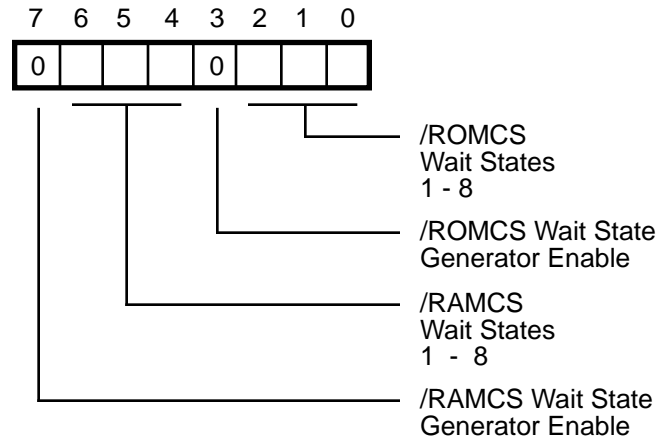 7 6 5 4 3 2 1 0
0 0
/ROMCS
Wait States
1 - 8
/ROMCS Wait State
Generator Enable
/RAMCS
Wait States
1 - 8
/RAMCS Wait State
Generator Enable